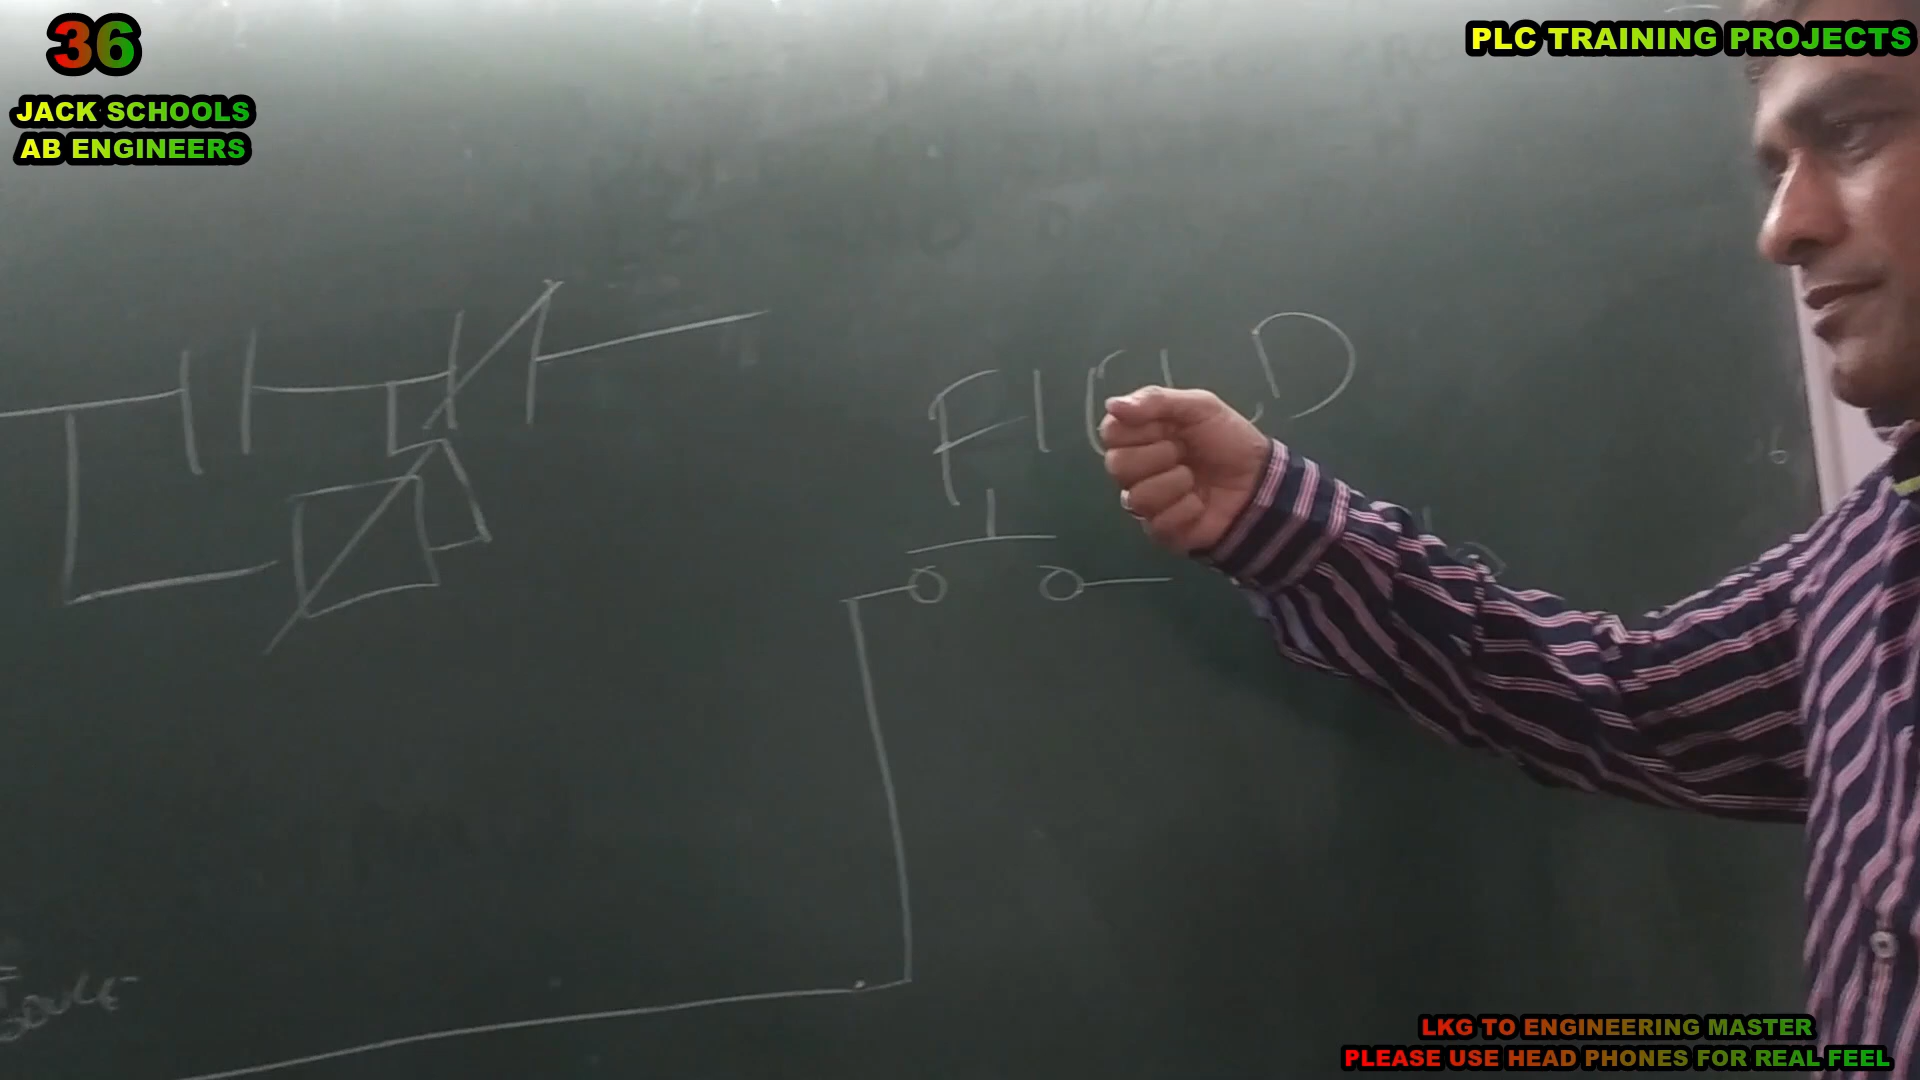 36
JACK SCHOOLS
AB ENGINEERS
PLC TRAINING PROJECTS
FIELD
LKG TO ENGINEERING MASTER
PLEASE USE HEAD PHONES FOR REAL FEEL